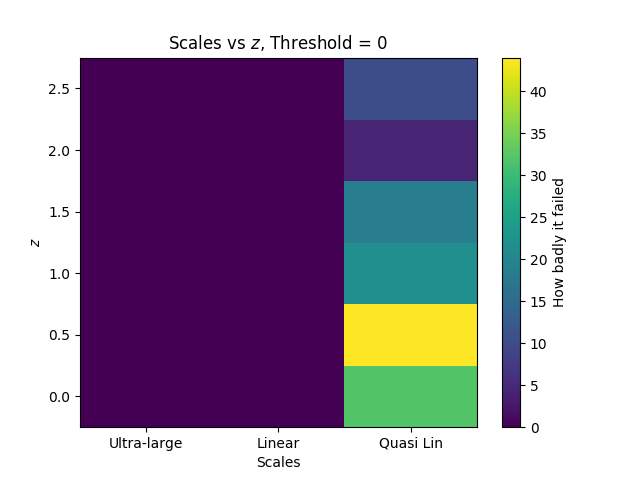 Scales vs z, Threshold = 0
2.5
2.0
1.5
1.0
0.5
0.0
z
Ultra-large
Linear
Quasi Lin
Scales
40
35
30
25
20
15
10
5
0
How badly it failed